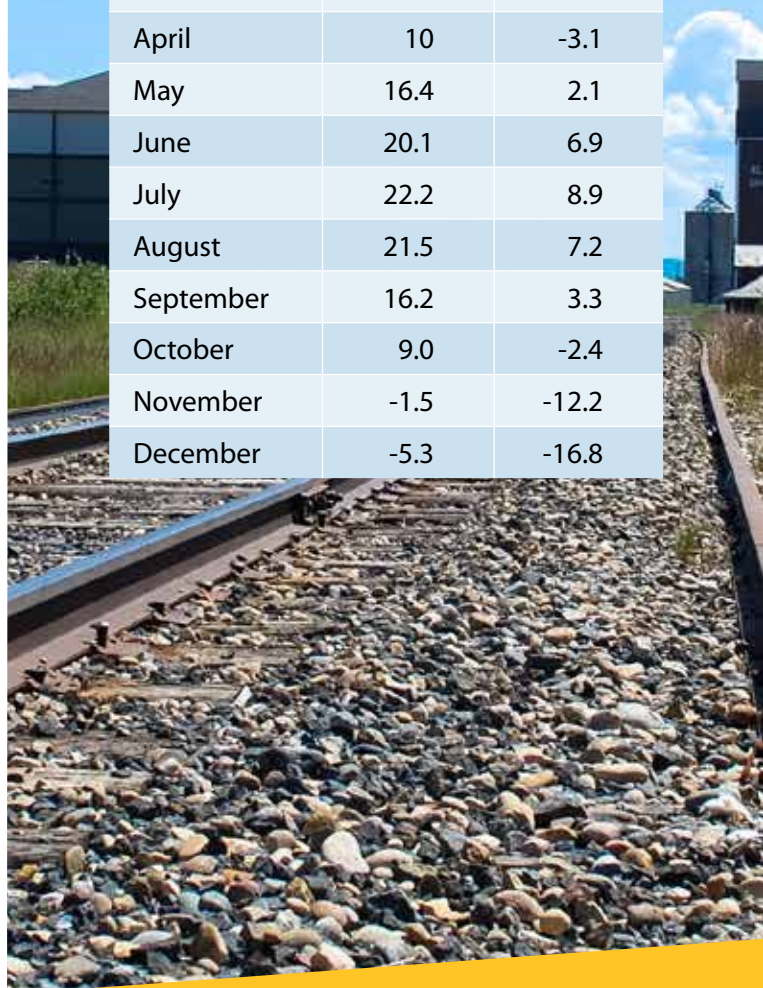 April 10 -3.1
May 16.4 2.1
June 20.1 6.9
July 22.2 8.9
August 21.5 7.2
September 16.2 3.3
October 9.0 -2.4
November -1.5 -12.2
December -5.3 -16.8